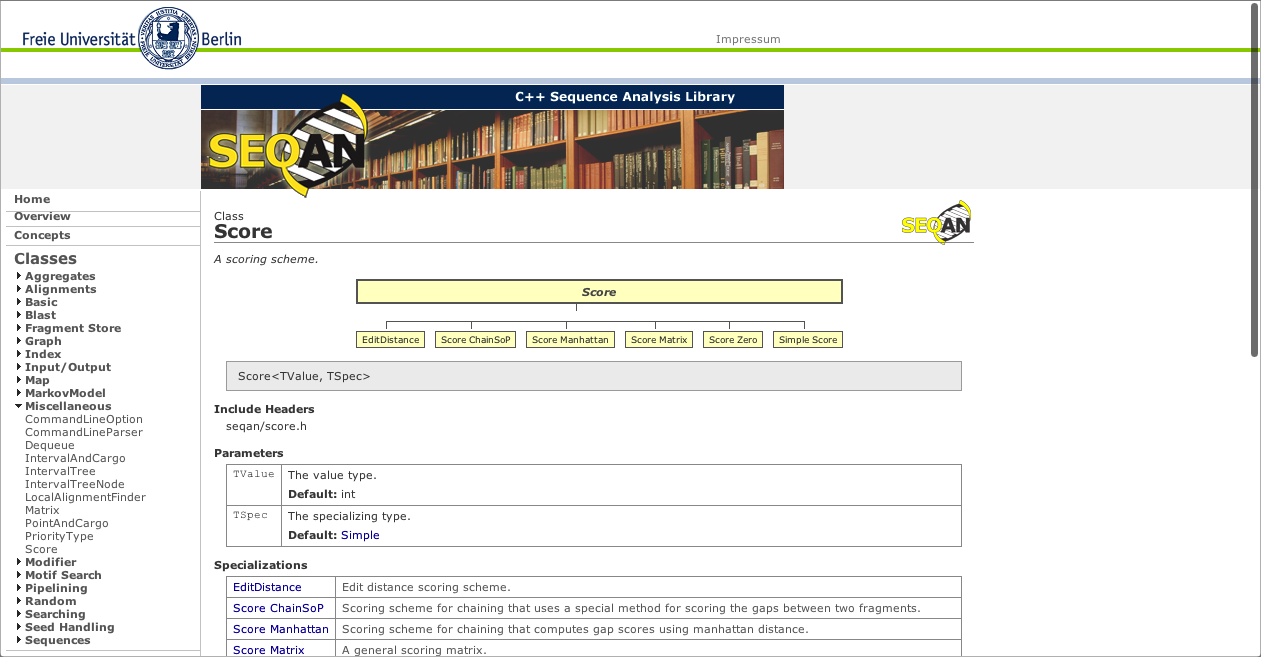 Freie Universität Berlin
Impressum
C++ Sequence Analysis Library
SEQAN
Home
Overview
Concepts
Classes
Aggregates
Alignments
Basic
Blast
Fragment Store
Graph
Index
Input/Output
Map
MarkovModel
Miscellaneous
CommandLineOption
CommandLineParser
Dequeue
IntervalAndCargo
IntervalTree
IntervalTreeNode
LocalAlignmentFinder
Matrix
PointAndCargo
PriorityType
Score
Modifier
Motif Search
Pipelining
Random
Searching
Seed Handling
Sequences
Class
Score
SEQAN
A scoring scheme.
Score
EditDistance Score ChainSoP Score Manhattan Score Matrix Score Zero Simple Score
Score<TValue, TSpec>
Include Headers
seqan/score.h
Parameters
TValue The value type.
Default: int
TSpec The specializing type.
Default: Simple
Specializations
EditDistance Edit distance scoring scheme.
Score ChainSoP Scoring scheme for chaining that uses a special method for scoring the gaps between two fragments.
Score Manhattan Scoring scheme for chaining that computes gap scores using manhattan distance.
Score Matrix A general scoring matrix.